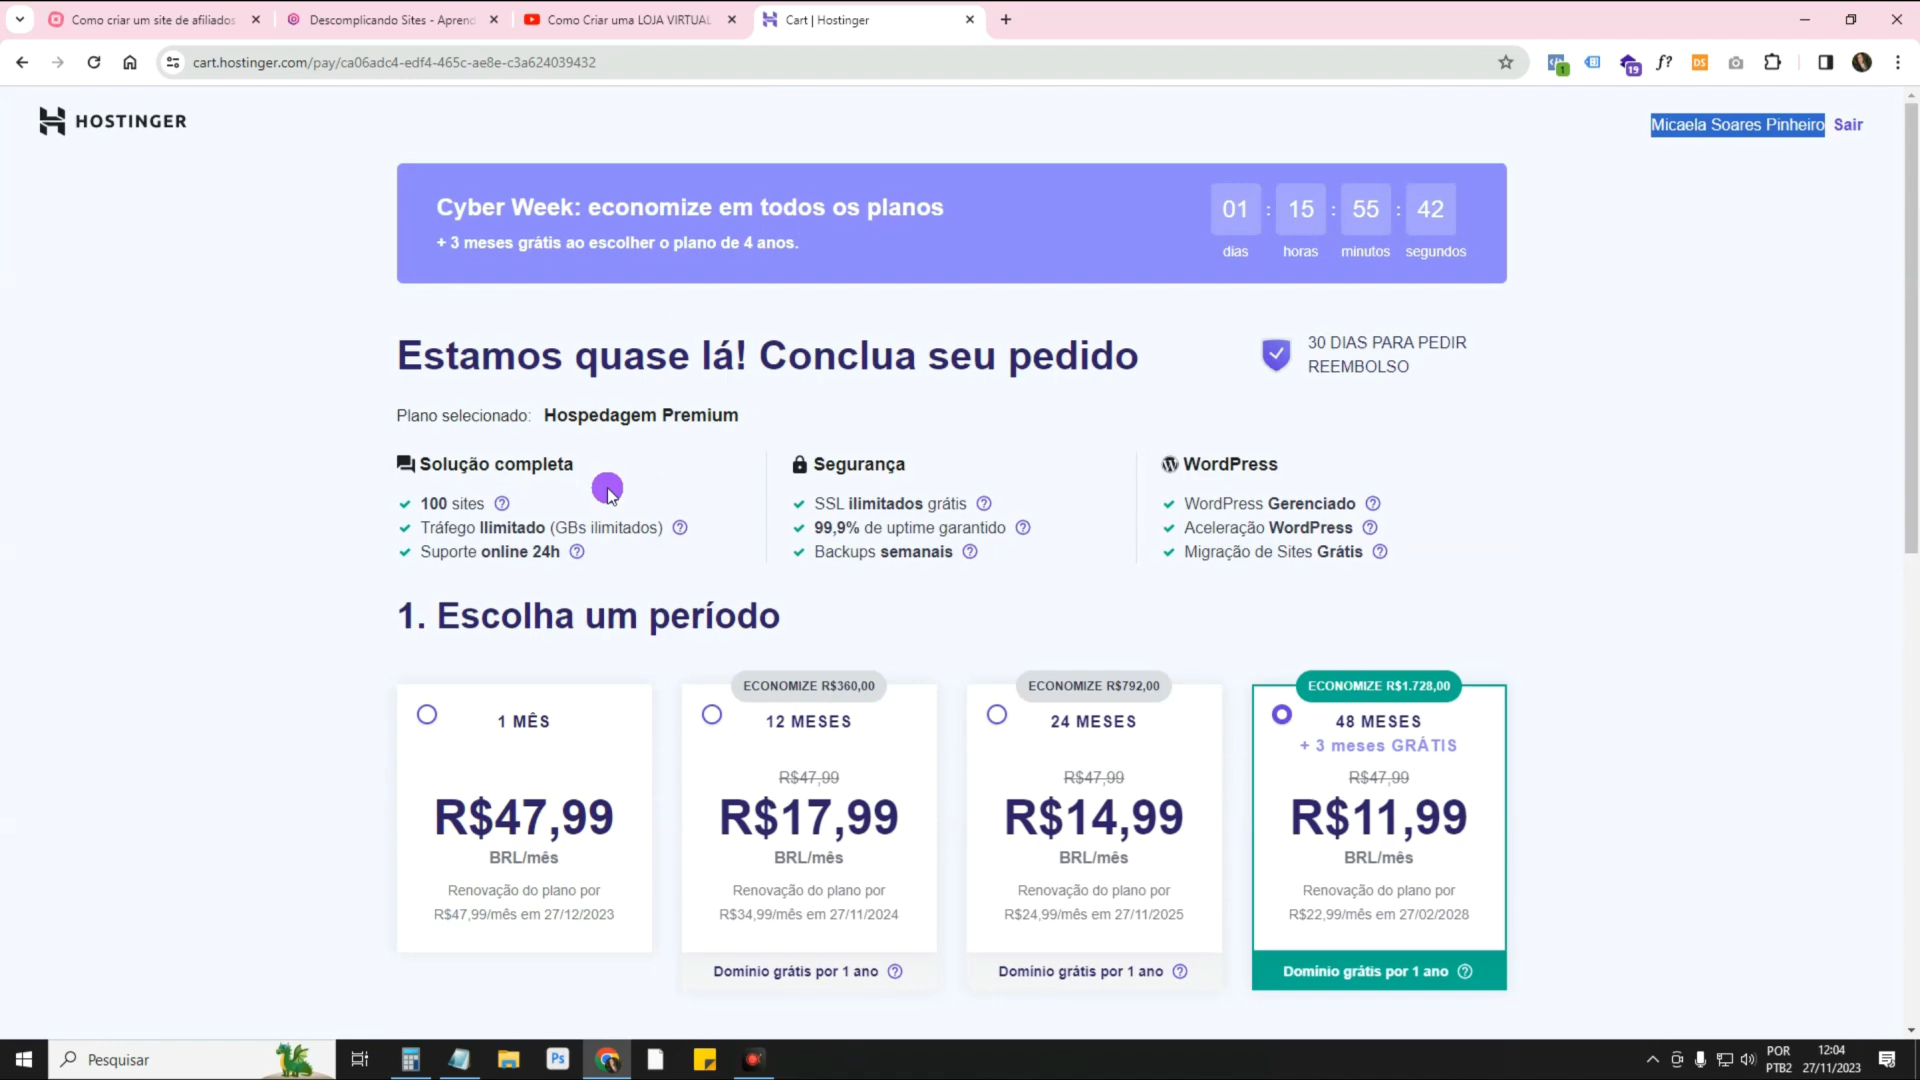 Como criar um site de afiliados
Descomplicando Sites - Aprend
Como Criar uma LOJA VIRTUAL
Cart | Hostinger
cart.hostinger.com/pay/ca06adc4-edf4-465c-ae8e-c3a624039432
1
19
f?
DS
HOSTINGER
Micaela Soares Pinheiro Sair
Cyber Week: economize em todos os planos
+ 3 meses grátis ao escolher o plano de 4 anos.
01 : 15 : 55 : 42
dias horas minutos segundos
Estamos quase lá! Conclua seu pedido
30 DIAS PARA PEDIR
REEMBOLSO
Plano selecionado: Hospedagem Premium
Solução completa
100 sites
Tráfego Ilimitado (GBs ilimitados)
Suporte online 24h
Segurança
SSL ilimitados grátis
99,9% de uptime garantido
Backups semanais
WordPress
WordPress Gerenciado
Aceleração WordPress
Migração de Sites Grátis
1. Escolha um período
1 MÊS
R$47,99
BRL/mês
Renovação do plano por
R$47,99/mês em 27/12/2023
ECONOMIZE R$360,00
12 MESES
R$47,99
R$17,99
BRL/mês
Renovação do plano por
R$34,99/mês em 27/11/2024
Domínio grátis por 1 ano
ECONOMIZE R$792,00
24 MESES
R$47,99
R$14,99
BRL/mês
Renovação do plano por
R$24,99/mês em 27/11/2025
Domínio grátis por 1 ano
ECONOMIZE R$1.728,00
48 MESES
+ 3 meses GRÁTIS
R$47,99
R$11,99
BRL/mês
Renovação do plano por
R$22,99/mês em 27/02/2028
Domínio grátis por 1 ano
Pesquisar
Ps
POR
PTB2
12:04
27/11/2023